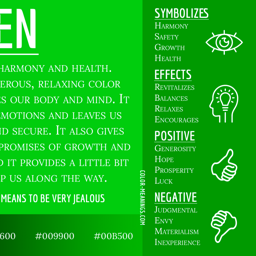 EN
HARMONY AND HEALTH.
EROUS, RELAXING COLOR
ES OUR BODY AND MIND. IT
EMOTIONS AND LEAVES US
ND SECURE. IT ALSO GIVES
PROMISES OF GROWTH AND
D IT PROVIDES A LITTLE BIT
P US ALONG THE WAY.
MEANS TO BE VERY JEALOUS
600 #009900 #00B500
COLOR-MEANINGS.COM
SYMBOLIZES
HARMONY
SAFETY
GROWTH
HEALTH
EFFECTS
REVITALIZES
BALANCES
RELAXES
ENCOURAGES
POSITIVE
GENEROSITY
HOPE
PROSPERITY
LUCK
NEGATIVE
JUDGMENTAL
ENVY
MATERIALISM
INEXPERIENCE